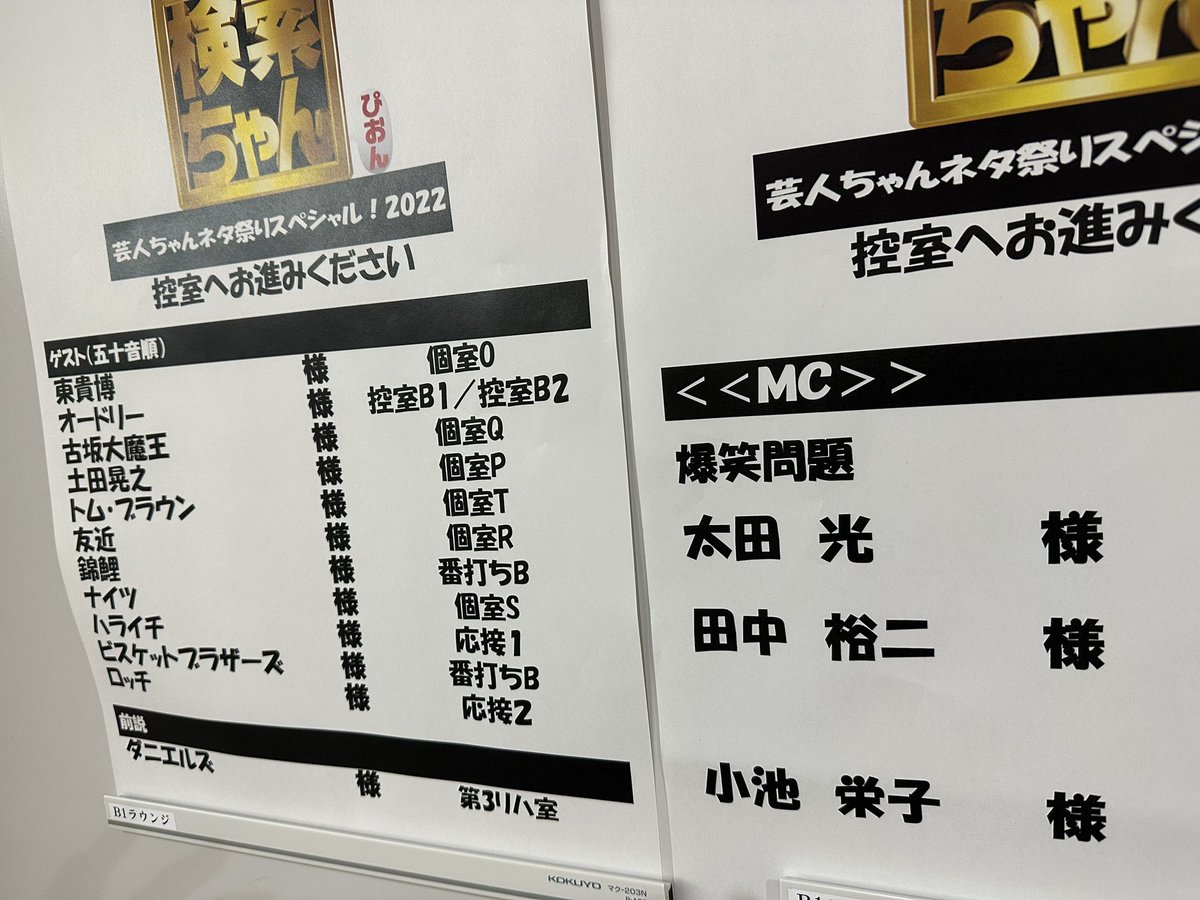 検索
ちゃん
ぴおん
芸人ちゃんネタ祭りスペシャル！2022
控室へお進みください
ゲスト(五十音順)
東貴博 様 個室O
オードリー 様 控室B1／控室B2
古坂大魔王 様 個室Q
土田晃之 様 個室P
トム・ブラウン 様 個室T
友近 様 個室R
錦鯉 様 番打ちB
ナイツ 様 個室S
ハライチ 様 応接1
ビスケットブラザーズ 様 番打ちB
ロッチ 様 応接2
前説
ダニエルズ 様 第3リハ室
B1ラウンジ
KOKUYO マク-203N
ちゃん
芸人ちゃんネタ祭りスペシ
控室へお進みく
＜＜MC＞＞
爆笑問題
太田 光 様
田中 裕二 様
小池 栄子 様